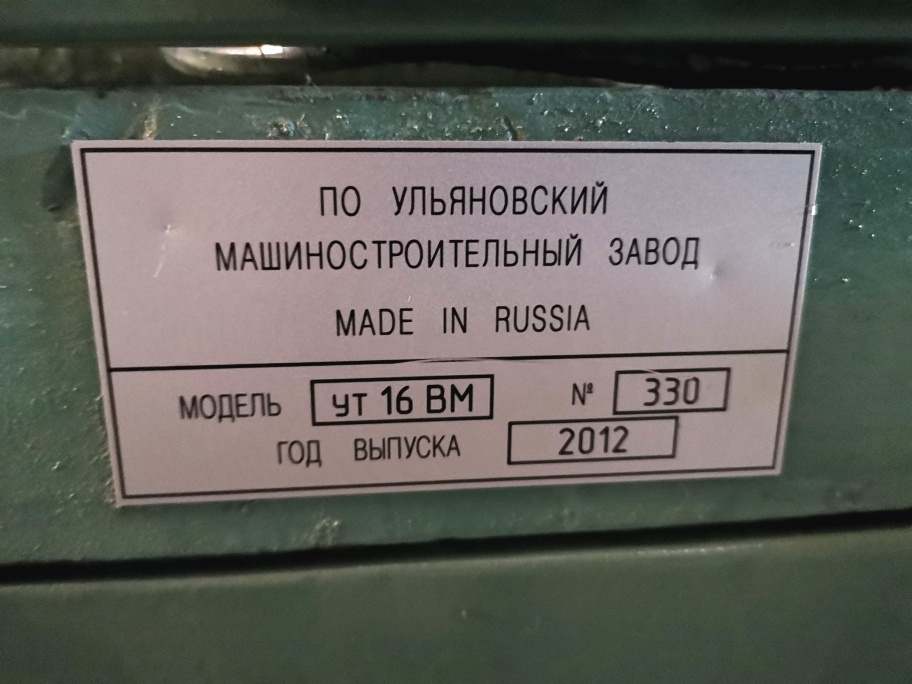 ПО УЛЬЯНОВСКИЙ
МАШИНОСТРОИТЕЛЬНЫЙ ЗАВОД
MADE IN RUSSIA
МОДЕЛЬ УТ 16 ВМ № 330
ГОД ВЫПУСКА 2012